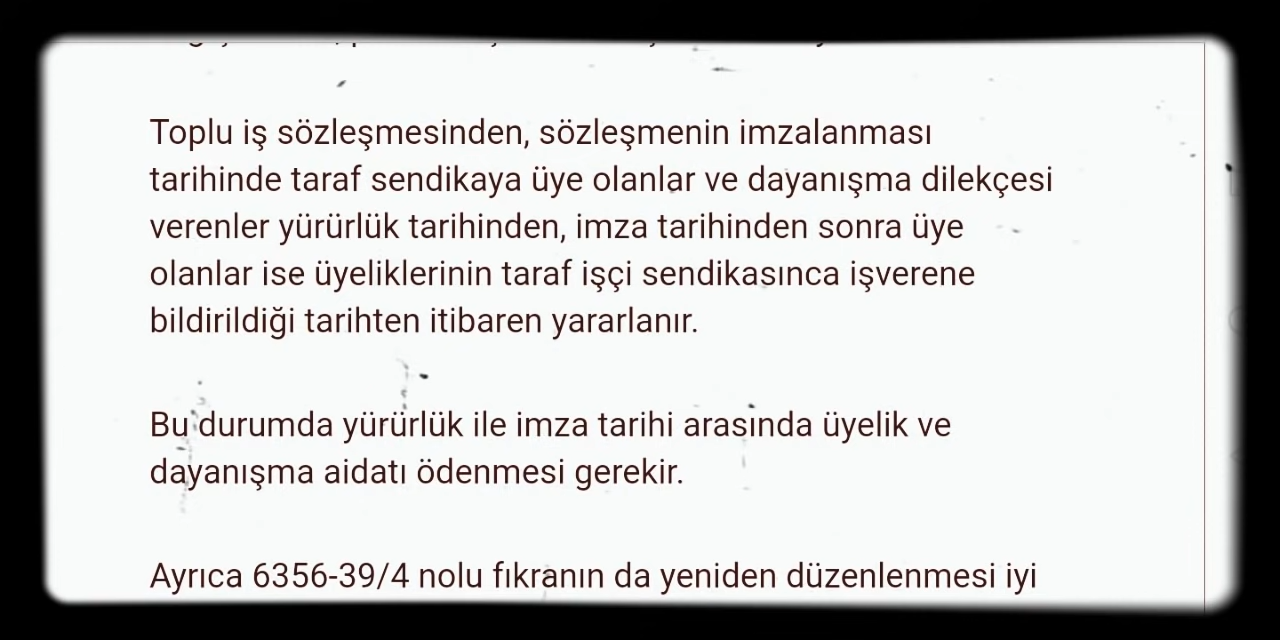 Toplu iş sözleşmesinden, sözleşmenin imzalanması
tarihinde taraf sendikaya üye olanlar ve dayanışma dilekçesi
verenler yürürlük tarihinden, imza tarihinden sonra üye
olanlar ise üyeliklerinin taraf işçi sendikasınca işverene
bildirildiği tarihten itibaren yararlanır.
Bu durumda yürürlük ile imza tarihi arasında üyelik ve
dayanışma aidatı ödenmesi gerekir.
Ayrıca 6356-39/4 nolu fıkranın da yeniden düzenlenmesi iyi